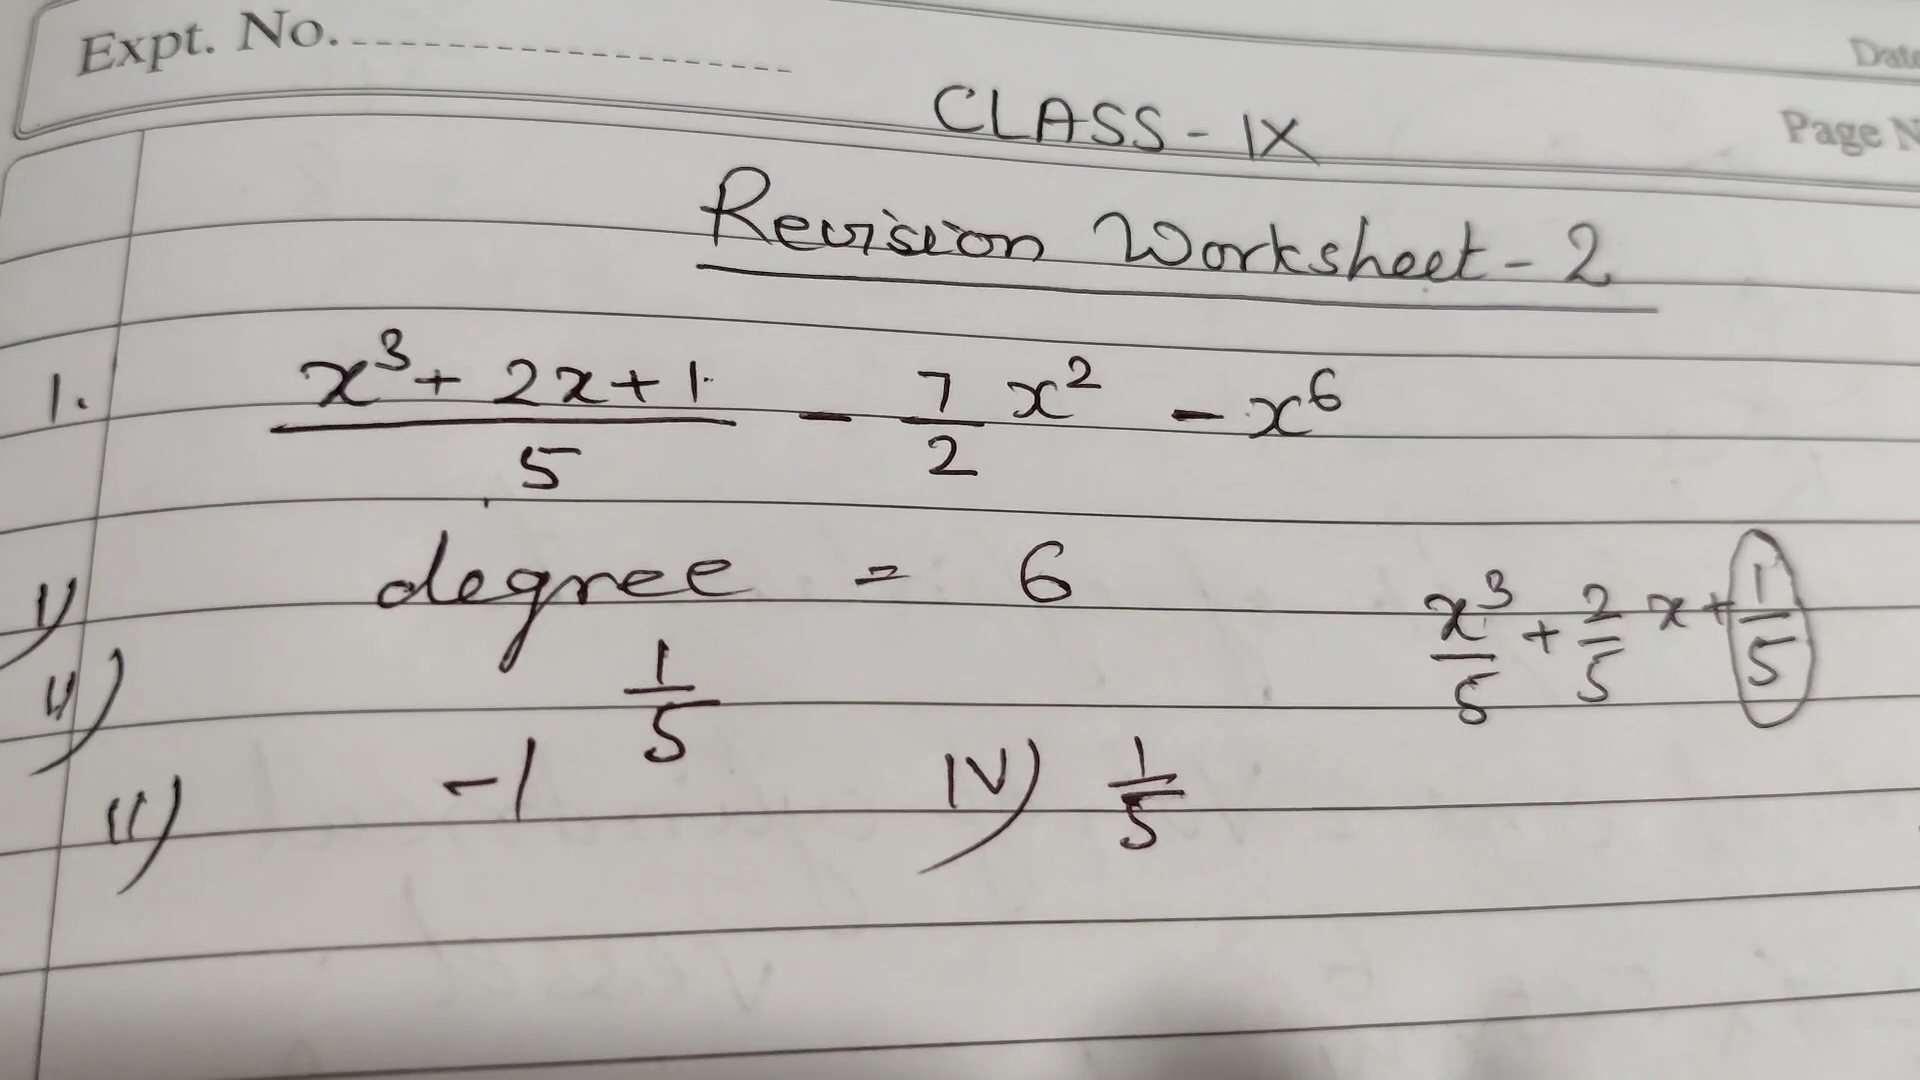 Expt. No.
Date
Page N
CLASS - IX
Revision Worksheet - 2
1. (x³ + 2x + 1)/5 - 7/2 x² - x⁶
i) degree = 6
x³/5 + 2/5 x + 1/5
ii) 1/5
-1 IV) 1/5